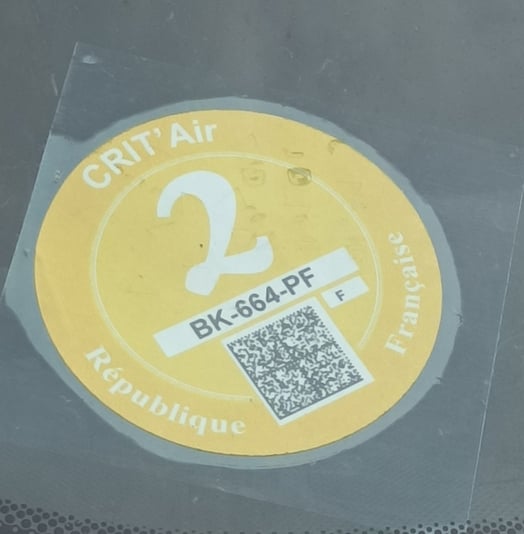 CRIT'Air
2
BK-664-PF
F
République
Française